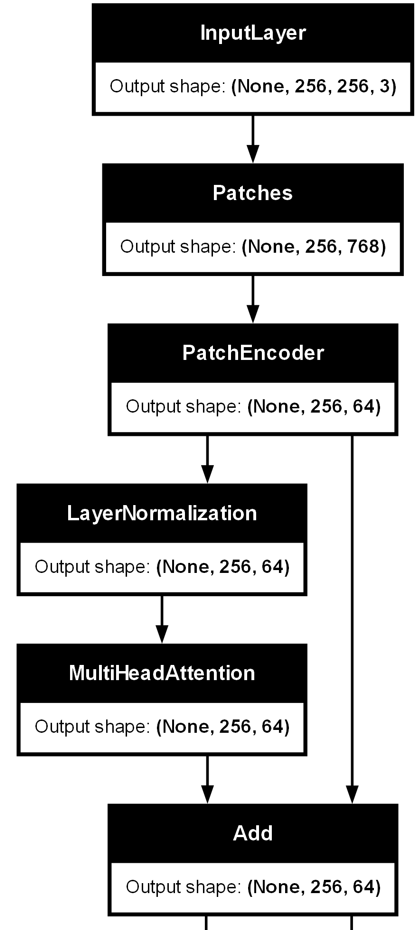 InputLayer
Output shape: (None, 256, 256, 3)
Patches
Output shape: (None, 256, 768)
PatchEncoder
Output shape: (None, 256, 64)
LayerNormalization
Output shape: (None, 256, 64)
MultiHeadAttention
Output shape: (None, 256, 64)
Add
Output shape: (None, 256, 64)